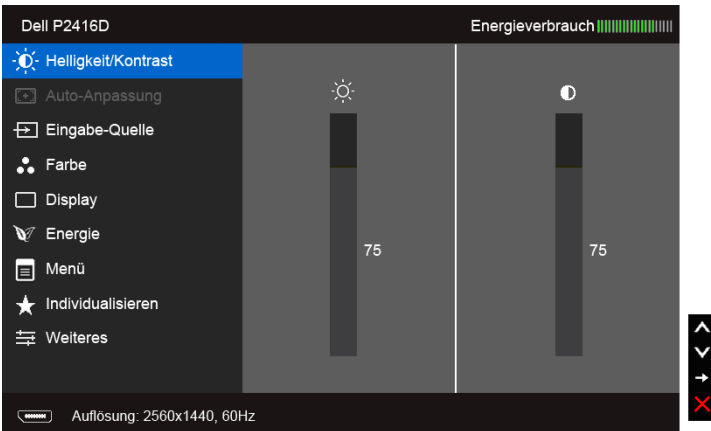 Dell P2416D
Energieverbrauch
Helligkeit/Kontrast
Auto-Anpassung
Eingabe-Quelle
Farbe
Display
Energie
Menü
Individualisieren
Weiteres
75
75
Auflösung: 2560x1440, 60Hz